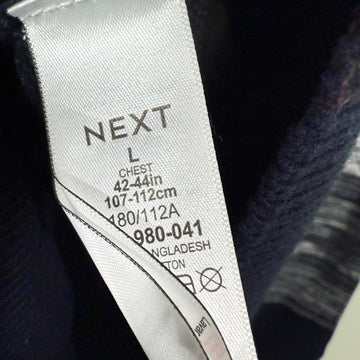 NEXT
L
CHEST
42-44in
107-112cm
180/112A
980-041